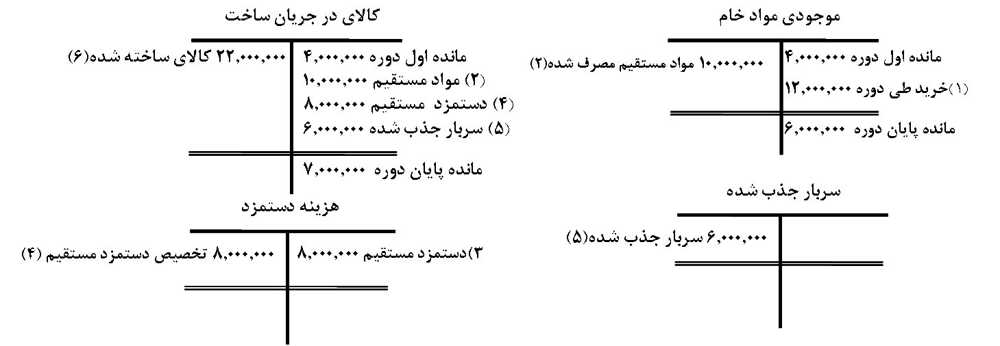 موجودی مواد خام
مانده اول دوره ۴,۰۰۰,۰۰۰
۱۰,۰۰۰,۰۰۰ مواد مستقیم مصرف شده(۲)
(۱)خرید طی دوره ۱۲,۰۰۰,۰۰۰
مانده پایان دوره ۶,۰۰۰,۰۰۰
کالای در جریان ساخت
مانده اول دوره ۴,۰۰۰,۰۰۰
۲۲,۰۰۰,۰۰۰ کالای ساخته شده(۶)
(۲) مواد مستقیم ۱۰,۰۰۰,۰۰۰
(۴) دستمزد مستقیم ۸,۰۰۰,۰۰۰
(۵) سربار جذب شده ۶,۰۰۰,۰۰۰
مانده پایان دوره ۷,۰۰۰,۰۰۰
سربار جذب شده
۶,۰۰۰,۰۰۰ سربار جذب شده(۵)
هزینه دستمزد
۳)دستمزد مستقیم ۸,۰۰۰,۰۰۰
۸,۰۰۰,۰۰۰ تخصیص دستمزد مستقیم (۴)